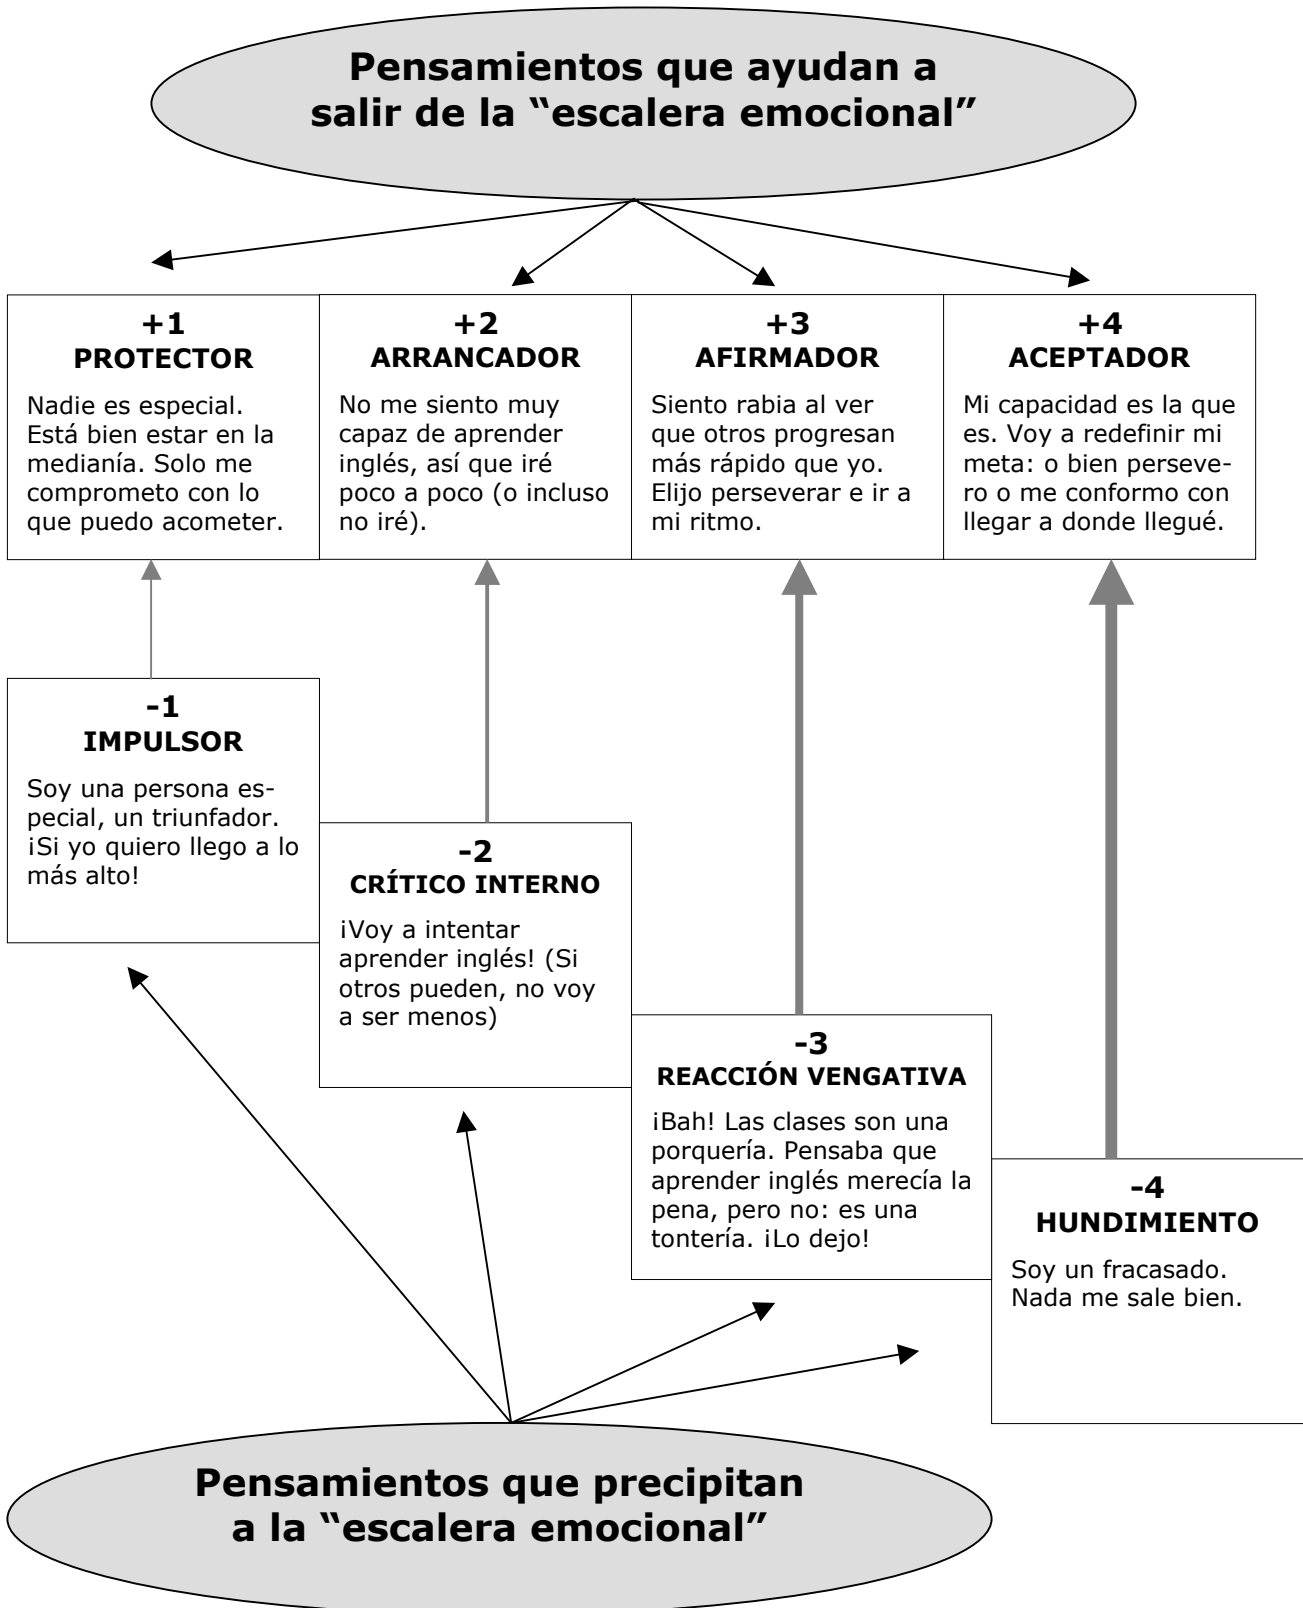 Pensamientos que ayudan a
salir de la “escalera emocional”
+1
PROTECTOR
Nadie es especial.
Está bien estar en la
medianía. Solo me
comprometo con lo
que puedo acometer.
+2
ARRANCADOR
No me siento muy
capaz de aprender
inglés, así que iré
poco a poco (o incluso
no iré).
+3
AFIRMADOR
Siento rabia al ver
que otros progresan
más rápido que yo.
Elijo perseverar e ir a
mi ritmo.
+4
ACEPTADOR
Mi capacidad es la que
es. Voy a redefinir mi
meta: o bien perseve-
ro o me conformo con
llegar a donde llegué.
-1
IMPULSOR
Soy una persona es-
pecial, un triunfador.
¡Si yo quiero llego a lo
más alto!
-2
CRÍTICO INTERNO
¡Voy a intentar
aprender inglés! (Si
otros pueden, no voy
a ser menos)
-3
REACCIÓN VENGATIVA
¡Bah! Las clases son una
porquería. Pensaba que
aprender inglés merecía la
pena, pero no: es una
tontería. ¡Lo dejo!
-4
HUNDIMIENTO
Soy un fracasado.
Nada me sale bien.
Pensamientos que precipitan
a la “escalera emocional”